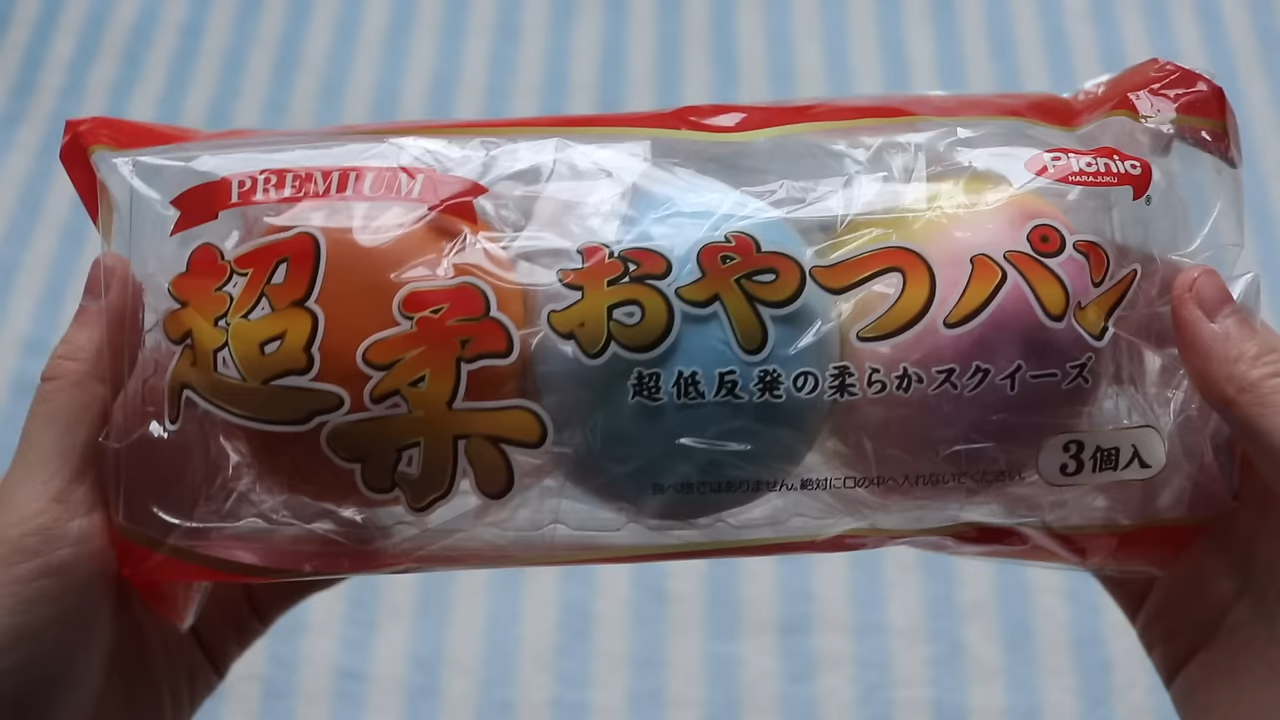 PREMIUM
Picnic
HARAJUKU
®
超柔
おやつパン
超低反発の柔らかスクイーズ
3個入
食べ物ではありません。絶対に口の中へ入れないでください。